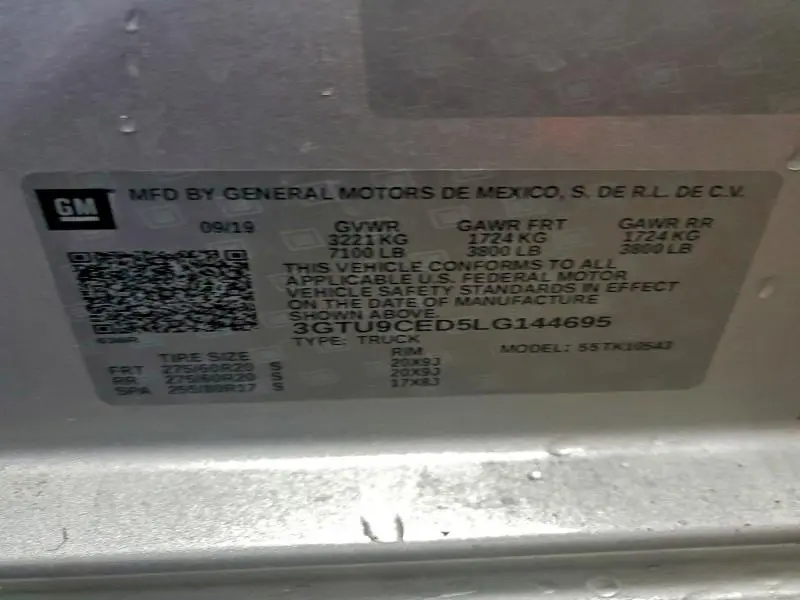 GM
MFD BY GENERAL MOTORS DE MEXICO, S. DE R.L. DE C.V.
09/19 GVWR GAWR FRT GAWR RR
3221 KG 1724 KG 1724 KG
7100 LB 3800 LB 3800 LB
THIS VEHICLE CONFORMS TO ALL
APPLICABLE U.S. FEDERAL MOTOR
VEHICLE SAFETY STANDARDS IN EFFECT
ON THE DATE OF MANUFACTURE
SHOWN ABOVE.
3GTU9CED5LG144695
TYPE: TRUCK MODEL: 5STK10543
TIRE SIZE RIM
FRT 275/60R20 S 20X9J
RR 275/60R20 S 20X9J
SPA 255/80R17 S 17X8J